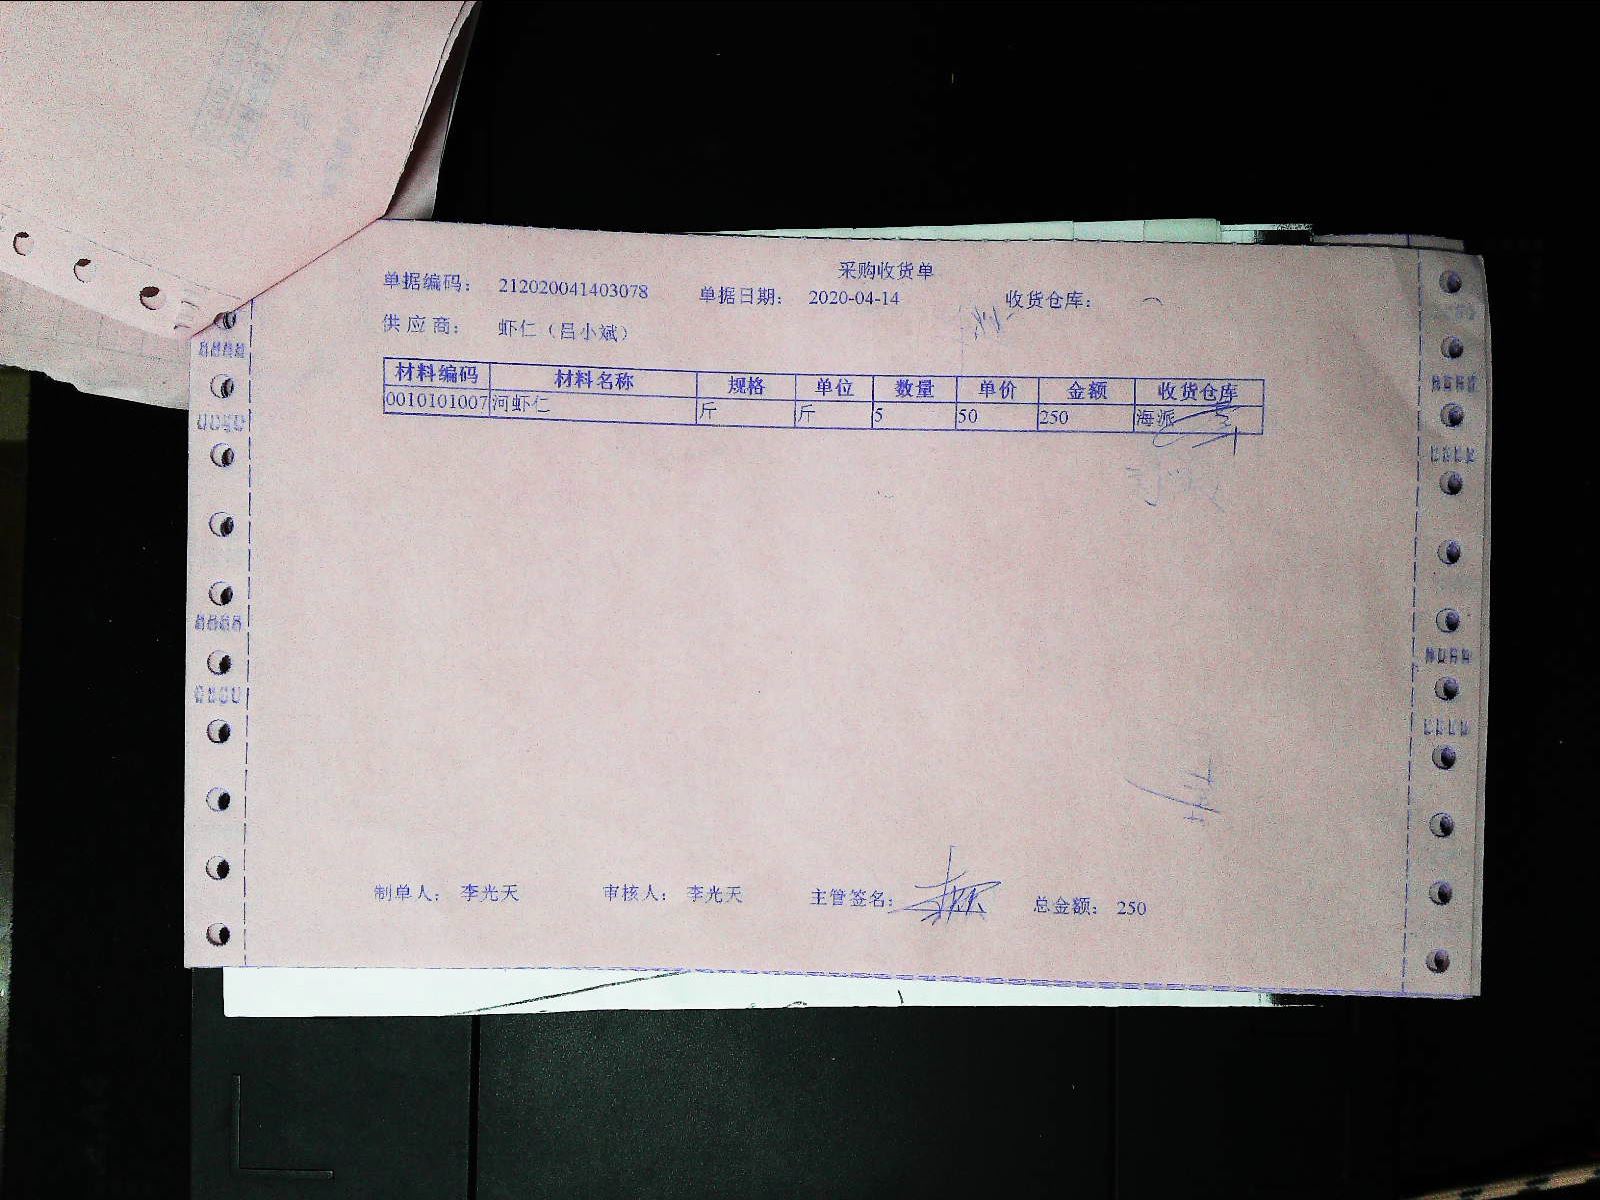 采购收货单
单据编码： 212020041403078 单据日期： 2020-04-14 收货仓库：
供应商： 虾仁（吕小斌）
材料编码 材料名称 规格 单位 数量 单价 金额 收货仓库
0010101007 河虾仁 斤 斤 5 50 250 海派
制单人： 李光天 审核人： 李光天 主管签名： 总金额： 250